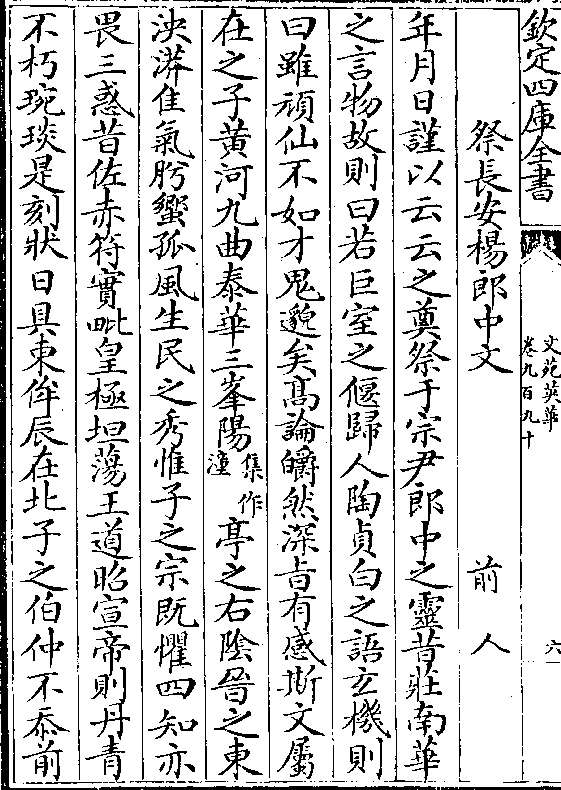 欽定四庫全書
文苑英華
卷九百九十
六
祭長安楊郎中文　前人
年月日謹以云云之奠祭于宗尹郎中之靈昔莊南華
之言物故則曰若巨室之偃歸人陶貞白之語玄機則
曰雖頑仙不如才鬼邈矣高論皭然深旨有感斯文屬
在之子黃河九曲泰華三峯陽集作潼亭之右陰晉之東
泱漭隹氣肹蠁孤風生民之秀惟子之宗既懼四知亦
畏三惑昔佐赤符實毗皇極坦蕩王道昭宣帝則丹青
不朽琬琰是刻狀日具東侔辰在北子之伯仲不忝前